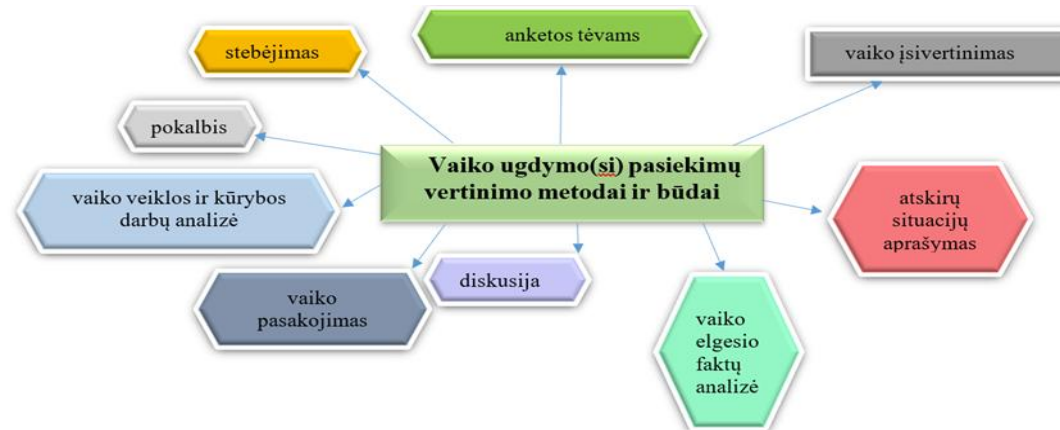 anketos tėvams
stebėjimas
vaiko įsivertinimas
pokalbis
Vaiko ugdymo(si) pasiekimų
vertinimo metodai ir būdai
vaiko veiklos ir kūrybos
darbų analizė
atskirų
situacijų
aprašymas
diskusija
vaiko
pasakojimas
vaiko
elgesio
faktų
analizė